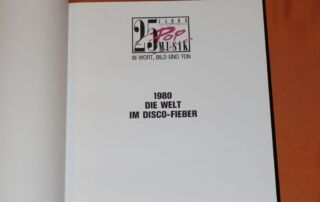 25 JAHRE
Pop
MUSIK
IN WORT, BILD UND TON
1980
DIE WELT
IM DISCO-FIEBER